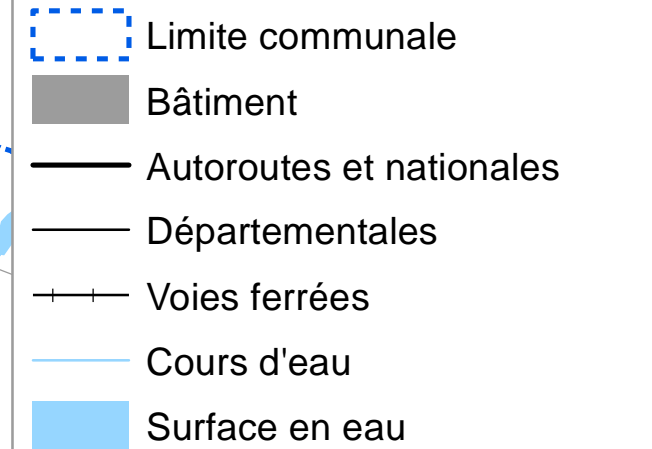 Limite communale
Bâtiment
Autoroutes et nationales
Départementales
Voies ferrées
Cours d'eau
Surface en eau